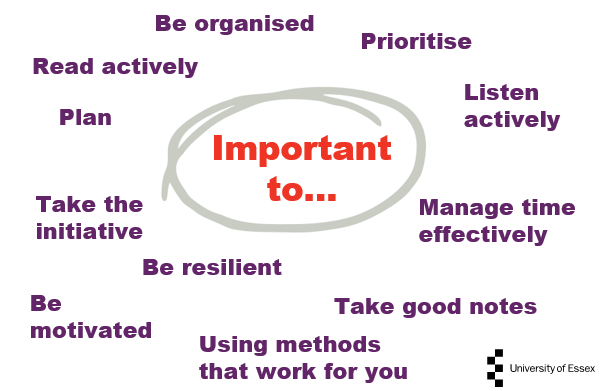 Be organised
Prioritise
Read actively
Listen
actively
Plan
Important
to...
Take the
initiative
Manage time
effectively
Be resilient
Be
motivated
Take good notes
Using methods
that work for you
University of Essex